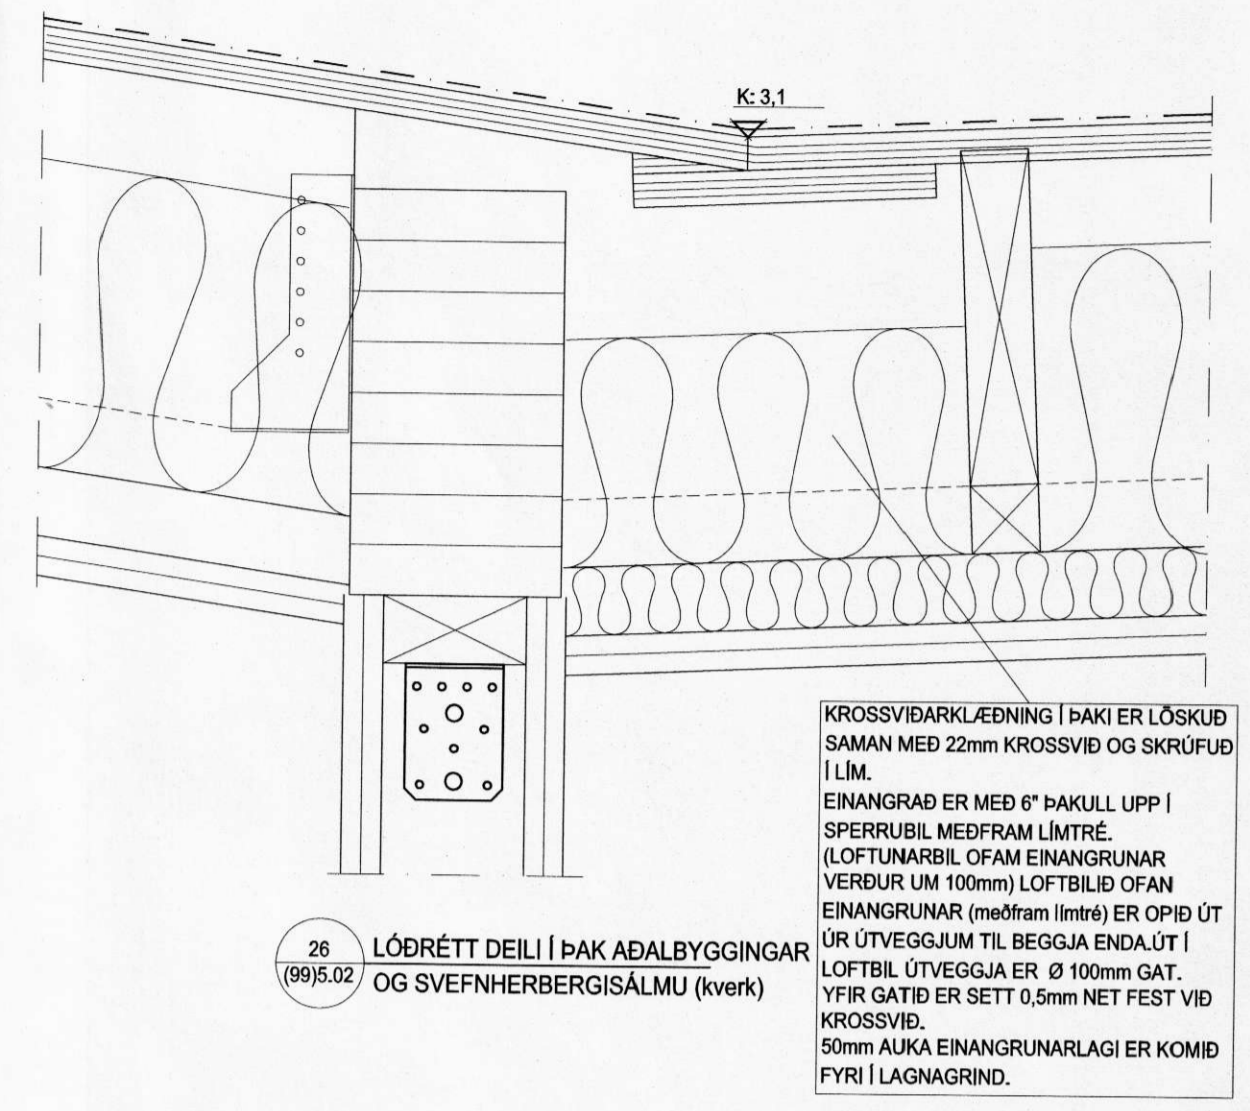 K: 3,1
KROSSVIÐARKLÆÐNING Í ÞAKI ER LÖSKUÐ
SAMAN MEÐ 22mm KROSSVIÐ OG SKRÚFUÐ
Í LÍM.
EINANGRAÐ ER MEÐ 6" ÞAKULL UPP Í
SPERRUBIL MEÐFRAM LÍMTRÉ.
(LOFTUNARBIL OFAM EINANGRUNAR
VERÐUR UM 100mm) LOFTBILIÐ OFAN
EINANGRUNAR (meðfram límtré) ER OPIÐ ÚT
ÚR ÚTVEGGJUM TIL BEGGJA ENDA.ÚT Í
LOFTBIL ÚTVEGGJA ER Ø 100mm GAT.
YFIR GATIÐ ER SETT 0,5mm NET FEST VIÐ
KROSSVIÐ.
50mm AUKA EINANGRUNARLAGI ER KOMIÐ
FYRI Í LAGNAGRIND.
26
(99)5.02
LÓÐRÉTT DEILI Í ÞAK AÐALBYGGINGAR
OG SVEFNHERBERGISÁLMU (kverk)